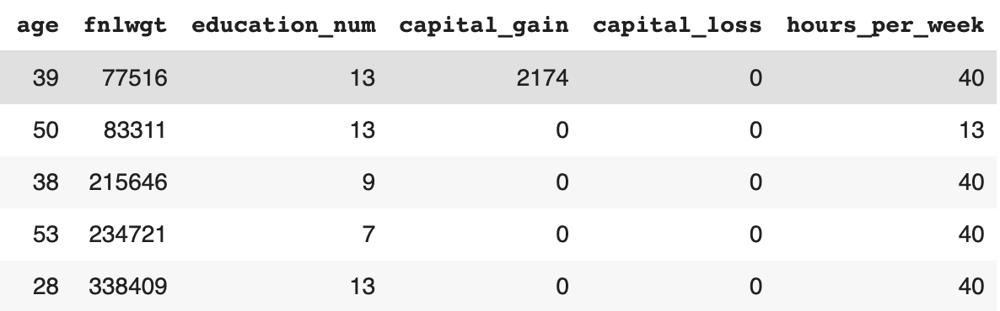 age fnlwgt education_num capital_gain capital_loss hours_per_week
39 77516 13 2174 0 40
50 83311 13 0 0 13
38 215646 9 0 0 40
53 234721 7 0 0 40
28 338409 13 0 0 40